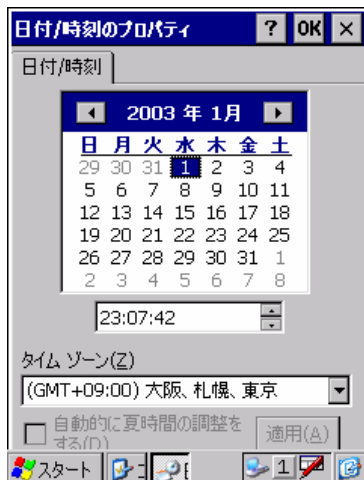 日付/時刻のプロパティ ? OK ×
日付/時刻
2003 年 1月
日 月 火 水 木 金 土
29 30 31 1 2 3 4
5 6 7 8 9 10 11
12 13 14 15 16 17 18
19 20 21 22 23 24 25
26 27 28 29 30 31 1
2 3 4 5 6 7 8
23:07:42
タイム ゾーン(Z)
(GMT+09:00) 大阪、札幌、東京
自動的に夏時間の調整を
する(D)
適用(A)
スタート 1